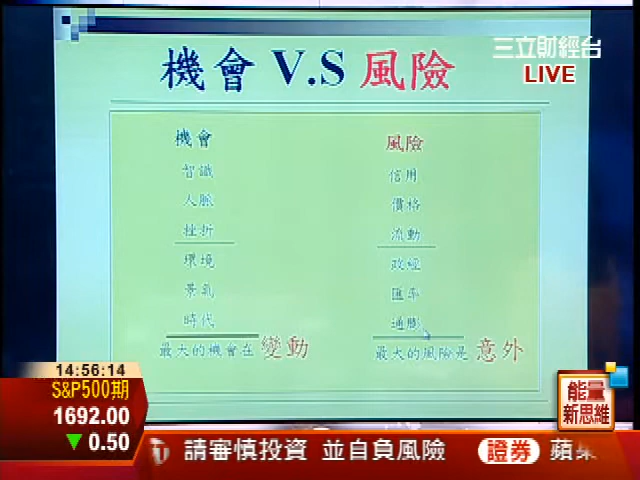 機會 V.S 風險
三立財經台
LIVE
機會
智識
人脈
挫折
環境
景氣
時代
最大的機會在 變動
風險
信用
價格
流動
政經
匯率
通膨
最大的風險是 意外
14:56:14
S&P500期
1692.00
▼ 0.50
能量
新思維
請審慎投資 並自負風險
證券
蘋